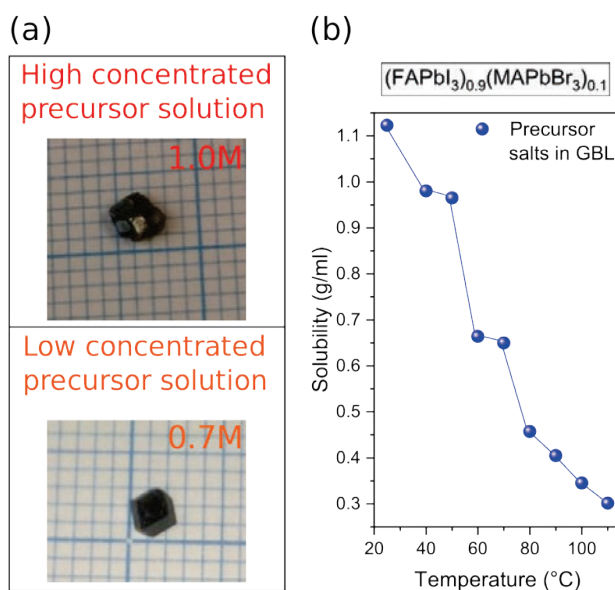 (a)
High concentrated
precursor solution
1.0M
Low concentrated
precursor solution
0.7M
(b)
(FAPbI3)0.9(MAPbBr3)0.1
Precursor
salts in GBL
Solubility (g/ml)
1.1
1.0
0.9
0.8
0.7
0.6
0.5
0.4
0.3
20
40
60
80
100
Temperature (°C)